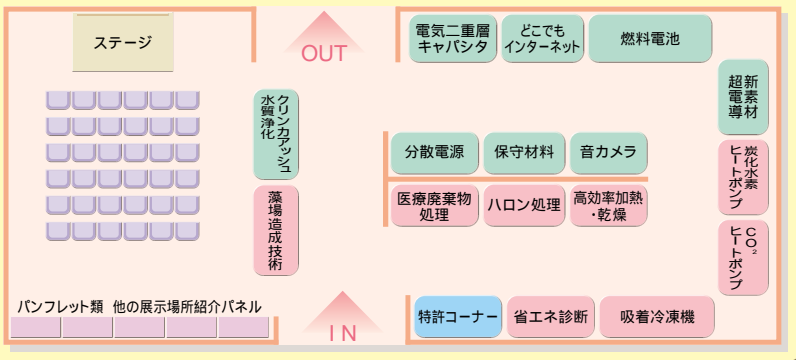 ステージ
OUT
電気二重層
キャパシタ
どこでも
インターネット
燃料電池
新素材
超電導
クリンカアッシュ
水質浄化
分散電源
保守材料
音カメラ
炭化水素
ヒートポンプ
藻場造成技術
医療廃棄物
処理
ハロン処理
高効率加熱
・乾燥
CO₂
ヒートポンプ
パンフレット類 他の展示場所紹介パネル
IN
特許コーナー
省エネ診断
吸着冷凍機